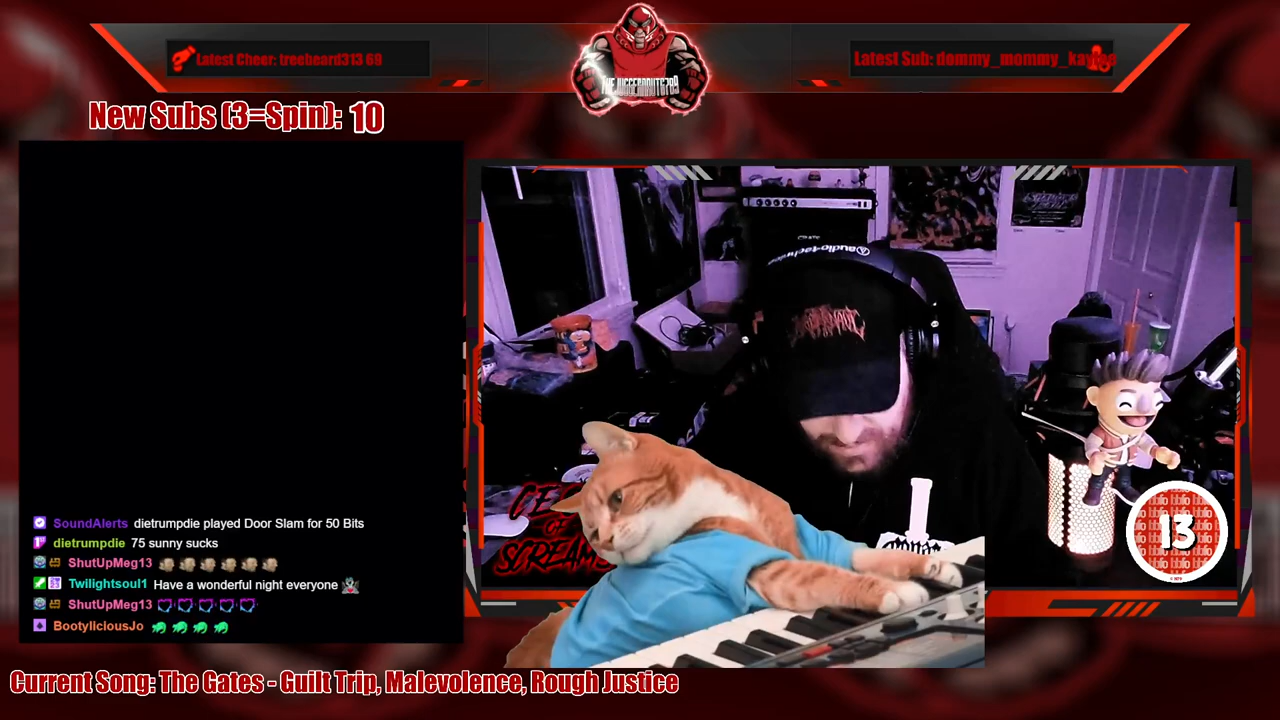 Latest Cheer: treebeard313 69
THEJUGGERNAUT6789
Latest Sub: dommy_mommy_kay
New Subs (3=Spin): 10
audio-technica
SoundAlerts dietrumpdie played Door Slam for 50 Bits
dietrumpdie 75 sunny sucks
ShutUpMeg13
Twilightsoul1 Have a wonderful night everyone
ShutUpMeg13
BootyliciousJo
SCREAMS
13
Current Song: The Gates - Guilt Trip, Malevolence, Rough Justice